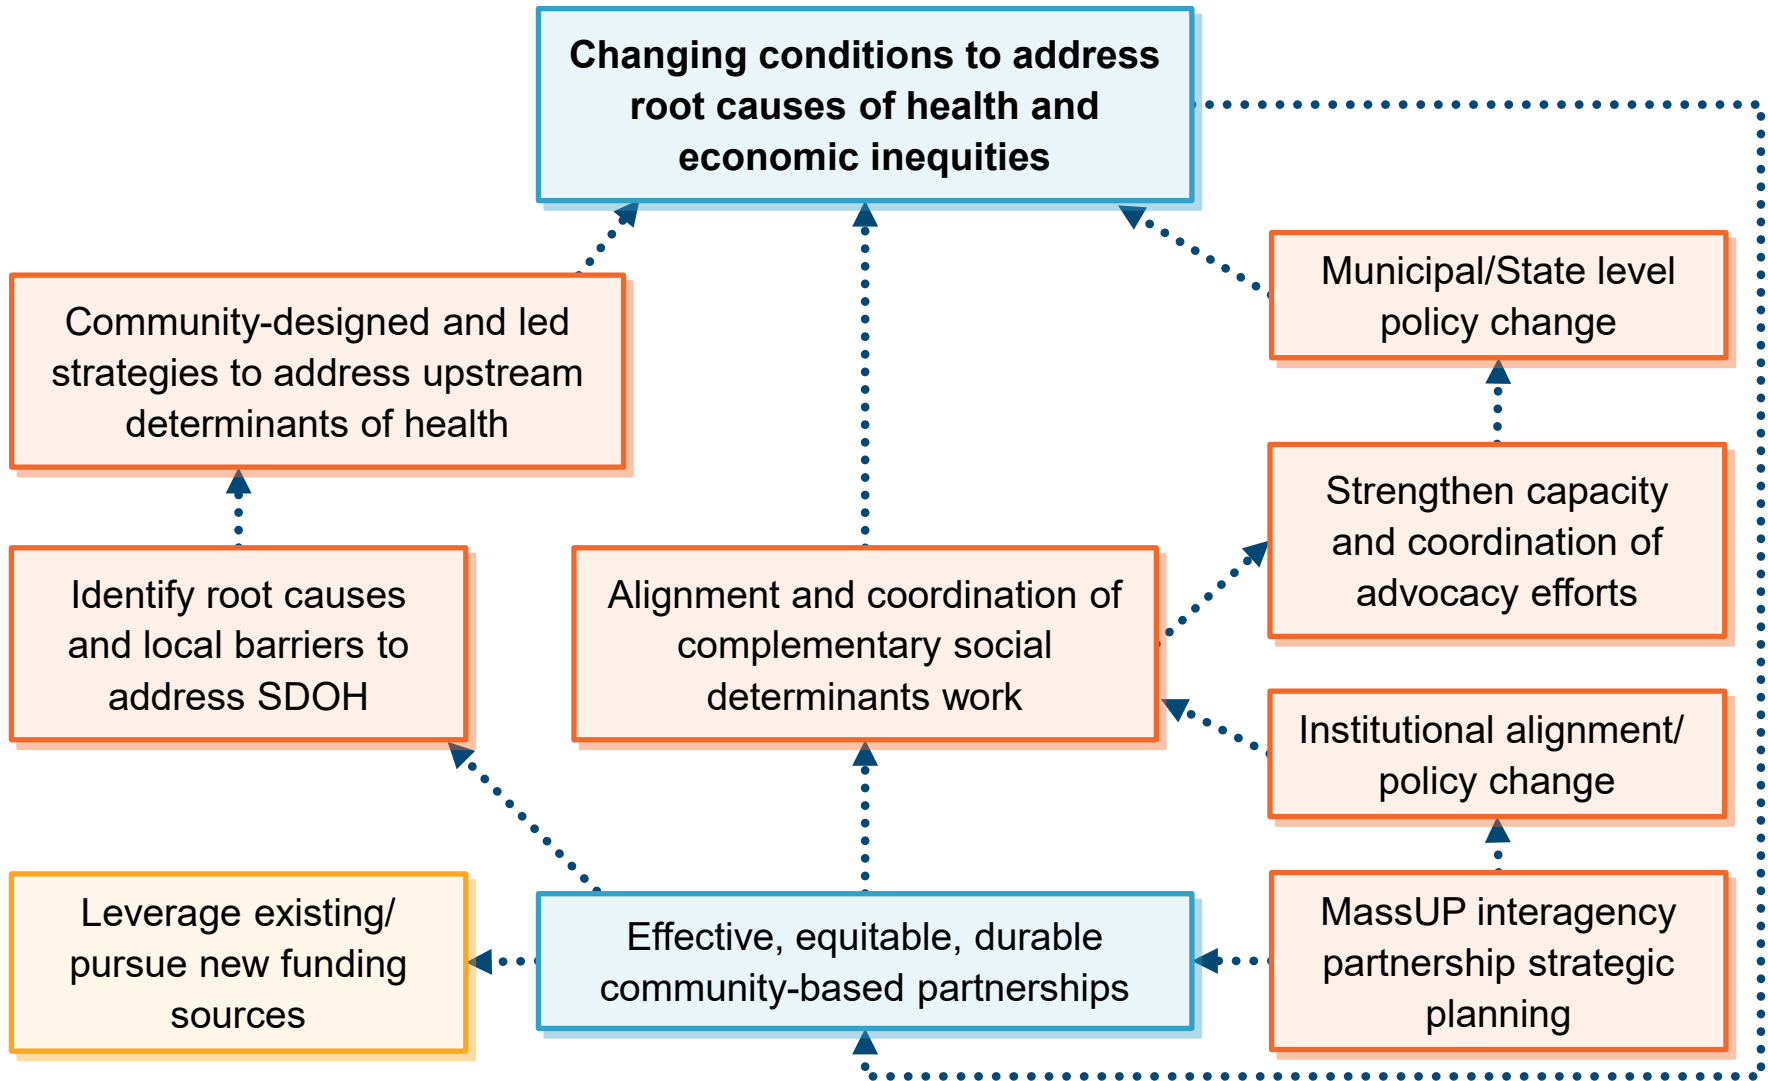 Changing conditions to address
root causes of health and
economic inequities
Municipal/State level
policy change
Community-designed and led
strategies to address upstream
determinants of health
Strengthen capacity
and coordination of
advocacy efforts
Identify root causes
and local barriers to
address SDOH
Alignment and coordination of
complementary social
determinants work
Institutional alignment/
policy change
Leverage existing/
pursue new funding
sources
Effective, equitable, durable
community-based partnerships
MassUP interagency
partnership strategic
planning